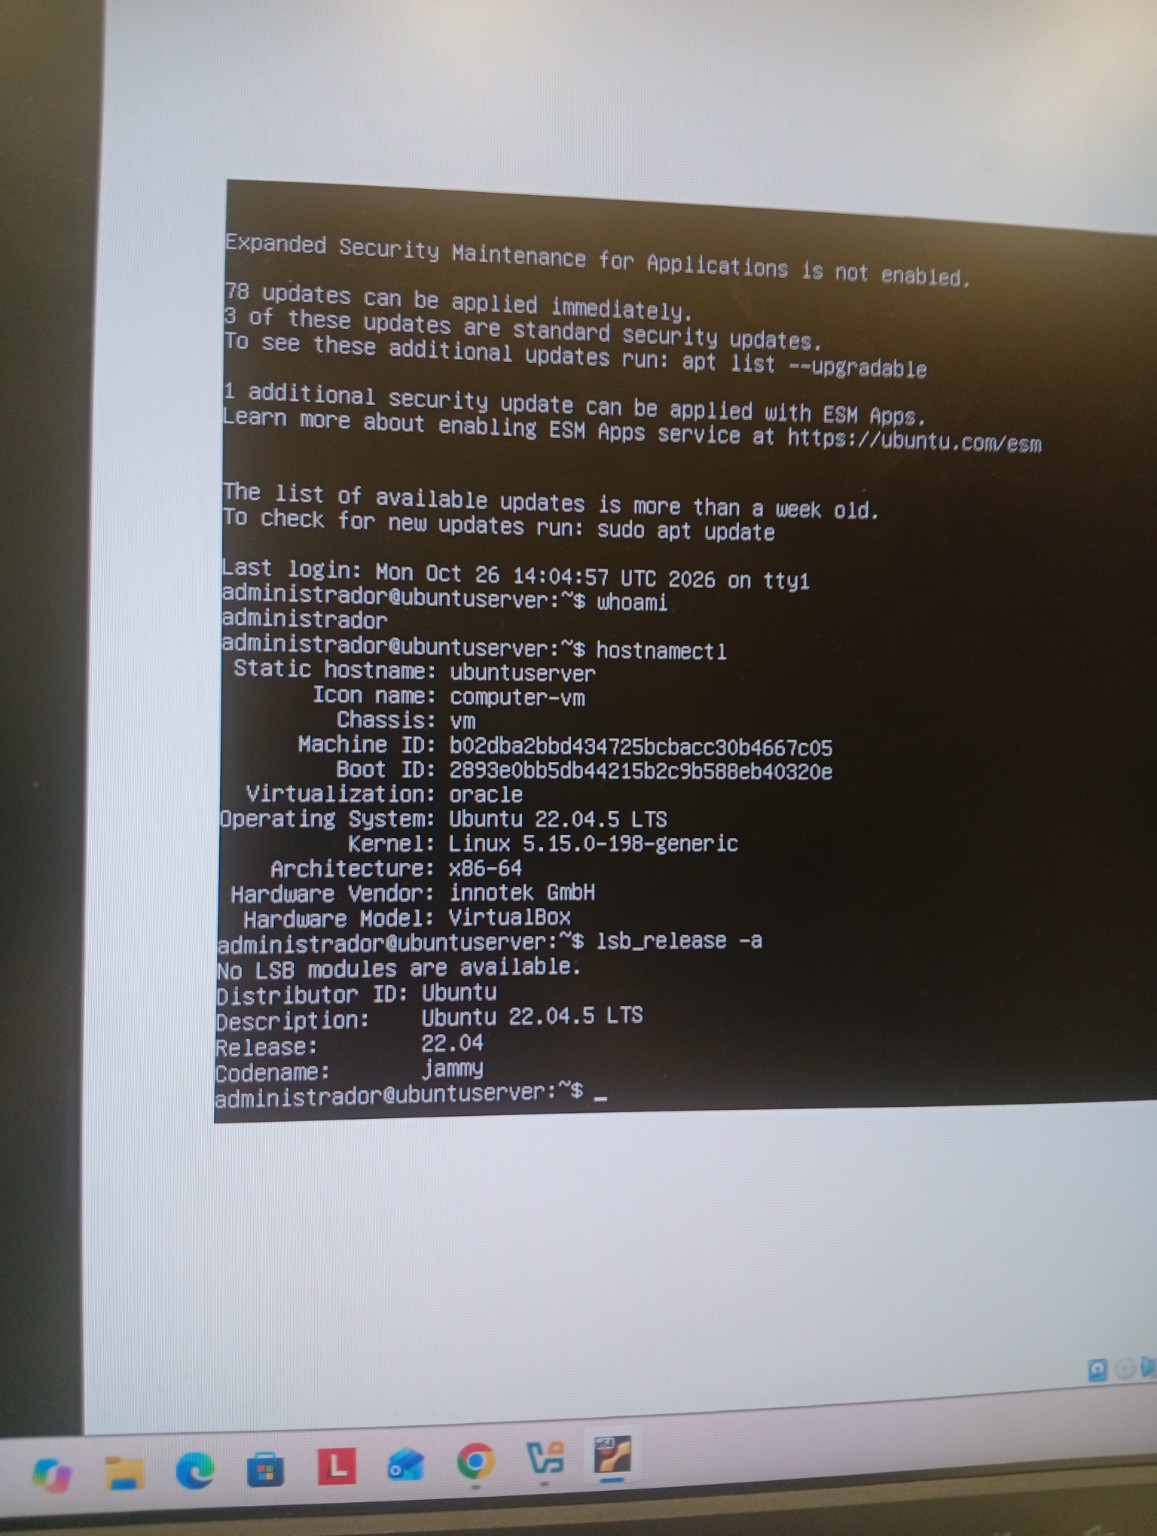 Expanded Security Maintenance for Applications is not enabled.
78 updates can be applied immediately.
3 of these updates are standard security updates.
To see these additional updates run: apt list --upgradable
1 additional security update can be applied with ESM Apps.
Learn more about enabling ESM Apps service at https://ubuntu.com/esm
The list of available updates is more than a week old.
To check for new updates run: sudo apt update
Last login: Mon Oct 26 14:04:57 UTC 2026 on tty1
administrador@ubuntuserver:~$ whoami
administrador
administrador@ubuntuserver:~$ hostnamectl
Static hostname: ubuntuserver
Icon name: computer-vm
Chassis: vm
Machine ID: b02dba2bbd434725bcbacc30b4667c05
Boot ID: 2893e0bb5db44215b2c9b588eb40320e
Virtualization: oracle
Operating System: Ubuntu 22.04.5 LTS
Kernel: Linux 5.15.0-198-generic
Architecture: x86-64
Hardware Vendor: innotek GmbH
Hardware Model: VirtualBox
administrador@ubuntuserver:~$ lsb_release -a
No LSB modules are available.
Distributor ID: Ubuntu
Description: Ubuntu 22.04.5 LTS
Release: 22.04
Codename: jammy
administrador@ubuntuserver:~$ _
L